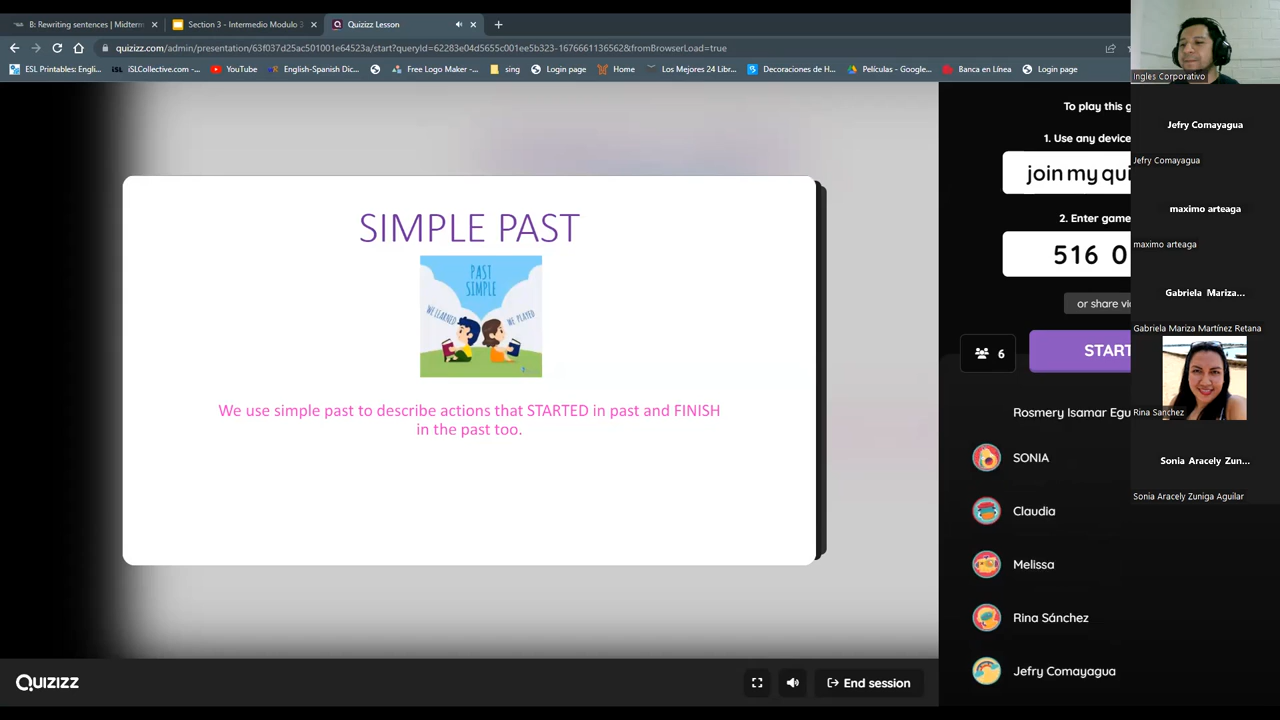 B: Rewriting sentences | Midterm
Section 3 - Intermedio Modulo 3
Quizizz Lesson
quizizz.com/admin/presentation/63f037d25ac501001e64523a/start?queryId=62283e04d5655c001ee5b323-1676661136562&fromBrowserLoad=true
ESL Printables: Engli...
iSLCollective.com -...
YouTube
English-Spanish Dic...
Free Logo Maker -...
sing
Login page
Home
Los Mejores 24 Libr...
Decoraciones de H...
Películas - Google...
Banca en Línea
Login page
SIMPLE PAST
PAST
SIMPLE
WE LEARNED
WE PLAYED
We use simple past to describe actions that STARTED in past and FINISH
in the past too.
QUIZIZZ
End session
To play this g
1. Use any device
join my qui
2. Enter game
516 0
or share vi
6
START
Rosmery Isamar Egu
SONIA
Claudia
Melissa
Rina Sánchez
Jefry Comayagua
Ingles Corporativo
Jefry Comayagua
Jefry Comayagua
maximo arteaga
maximo arteaga
Gabriela Mariza...
Gabriela Mariza Martínez Retana
Rina Sanchez
Sonia Aracely Zun...
Sonia Aracely Zuniga Aguilar